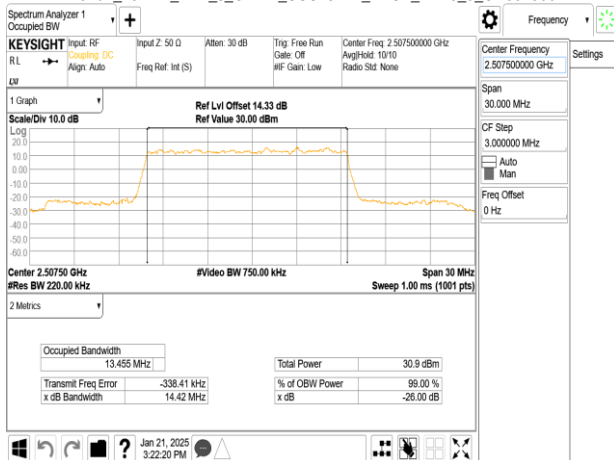 Spectrum Analyzer 1
Occupied BW
Frequency
KEYSIGHT
RL
LXI
Input: RF
Coupling: DC
Align: Auto
Input Z: 50 Ω
Freq Ref: Int (S)
Atten: 30 dB
Trig: Free Run
Gate: Off
#IF Gain: Low
Center Freq: 2.507500000 GHz
Avg|Hold: 10/10
Radio Std: None
Center Frequency
2.507500000 GHz
Settings
Span
30.000 MHz
CF Step
3.000000 MHz
Auto
Man
Freq Offset
0 Hz
1 Graph
Scale/Div 10.0 dB
Ref Lvl Offset 14.33 dB
Ref Value 30.00 dBm
Log
20.0
10.0
0.00
-10.0
-20.0
-30.0
-40.0
-50.0
-60.0
Center 2.50750 GHz
#Video BW 750.00 kHz
Span 30 MHz
#Res BW 220.00 kHz
Sweep 1.00 ms (1001 pts)
2 Metrics
Occupied Bandwidth
13.455 MHz
Total Power 30.9 dBm
Transmit Freq Error -338.41 kHz
% of OBW Power 99.00 %
x dB Bandwidth 14.42 MHz
x dB -26.00 dB
Jan 21, 2025
3:22:20 PM